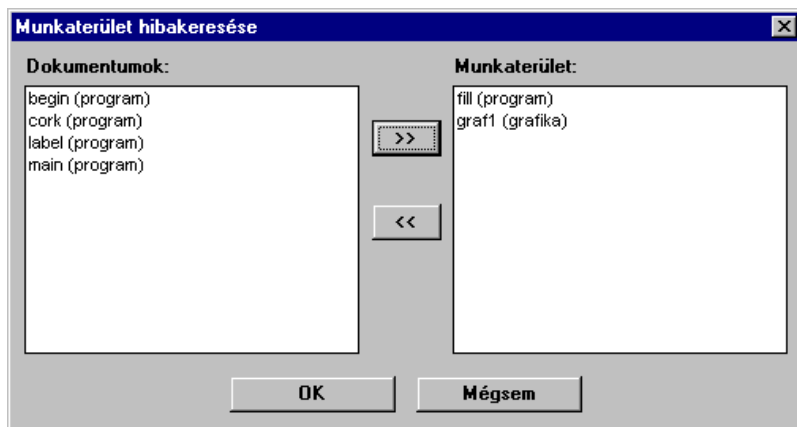 Munkaterület hibakeresése
Dokumentumok:
begin (program)
cork (program)
label (program)
main (program)
>>
<<
Munkaterület:
fill (program)
graf1 (grafika)
OK
Mégsem